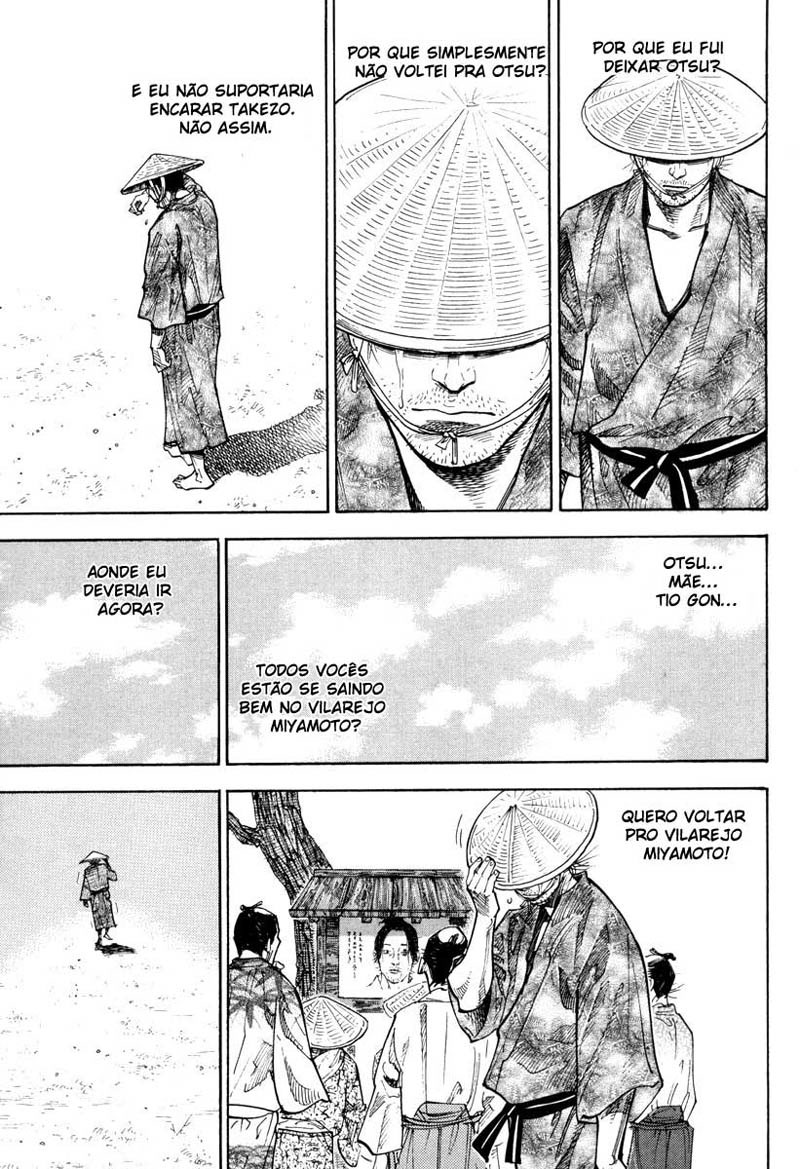 POR QUE EU FUI
DEIXAR OTSU?
POR QUE SIMPLESMENTE
NÃO VOLTEI PRA OTSU?
E EU NÃO SUPORTARIA
ENCARAR TAKEZO.
NÃO ASSIM.
OTSU...
MÃE...
TIO GON...
TODOS VOCÊS
ESTÃO SE SAINDO
BEM NO VILAREJO
MIYAMOTO?
AONDE EU
DEVERIA IR
AGORA?
QUERO VOLTAR
PRO VILAREJO
MIYAMOTO!